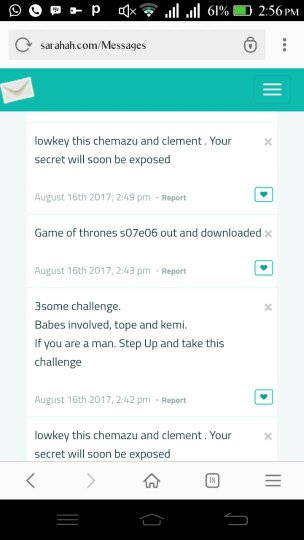 61% 2:56 PM
sarahah.com/Messages
lowkey this chemazu and clement . Your
secret will soon be exposed
August 16th 2017, 2:49 pm - Report
Game of thrones s07e06 out and downloaded
August 16th 2017, 2:43 pm - Report
3some challenge.
Babes involved, tope and kemi.
If you are a man. Step Up and take this
challenge
August 16th 2017, 2:42 pm - Report
lowkey this chemazu and clement . Your
secret will soon be exposed
18